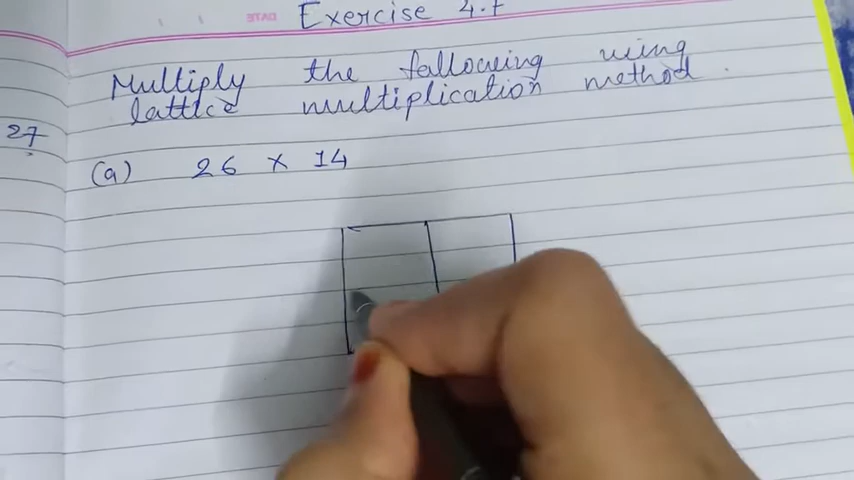 Exercise 4.7
Multiply the following using
lattice multiplication method.
27
(a) 26 × 14